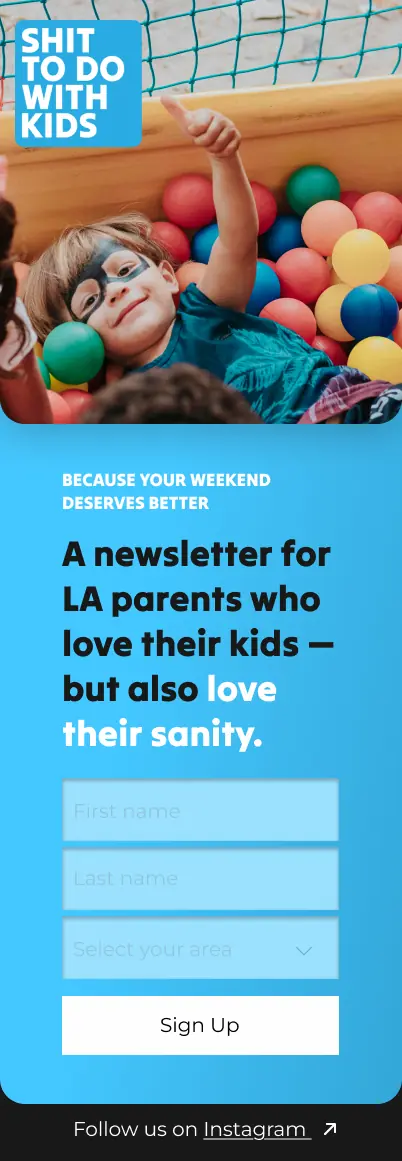 SHIT
TO DO
WITH
KIDS
BECAUSE YOUR WEEKEND
DESERVES BETTER
A newsletter for
LA parents who
love their kids —
but also love
their sanity.
First name
Last name
Select your area
Sign Up
Follow us on Instagram